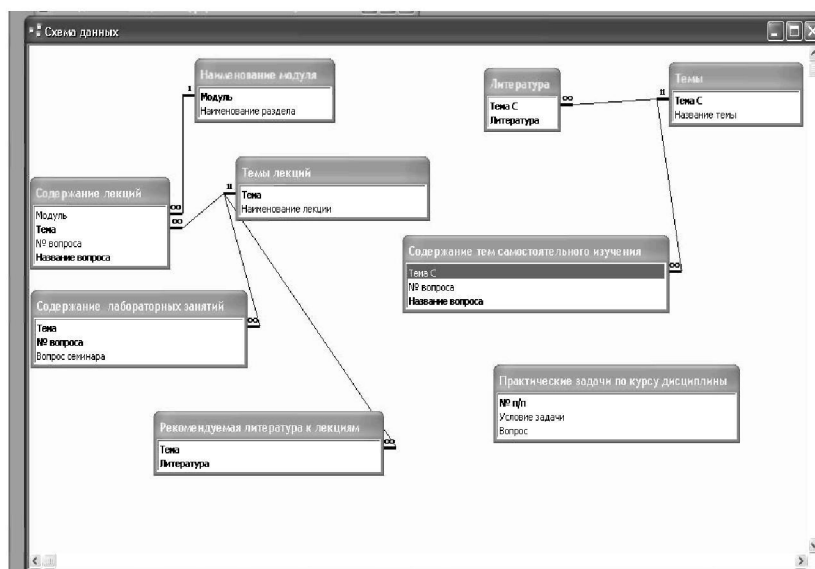 Схема данных
Наименование модуля
Модуль
Наименование раздела
1
Литература
Тема С
Литература
∞
Темы
Тема С
Название темы
11
Темы лекций
Тема
Наименование лекции
11
Содержание лекций
Модуль
Тема
№ вопроса
Название вопроса
∞
∞
Содержание тем самостоятельного изучения
Тема С
№ вопроса
Название вопроса
∞
Содержание лабораторных занятий
Тема
№ вопроса
Вопрос семинара
∞
Практические задачи по курсу дисциплины
№ п/п
Условие задачи
Вопрос
Рекомендуемая литература к лекциям
Тема
Литература
∞